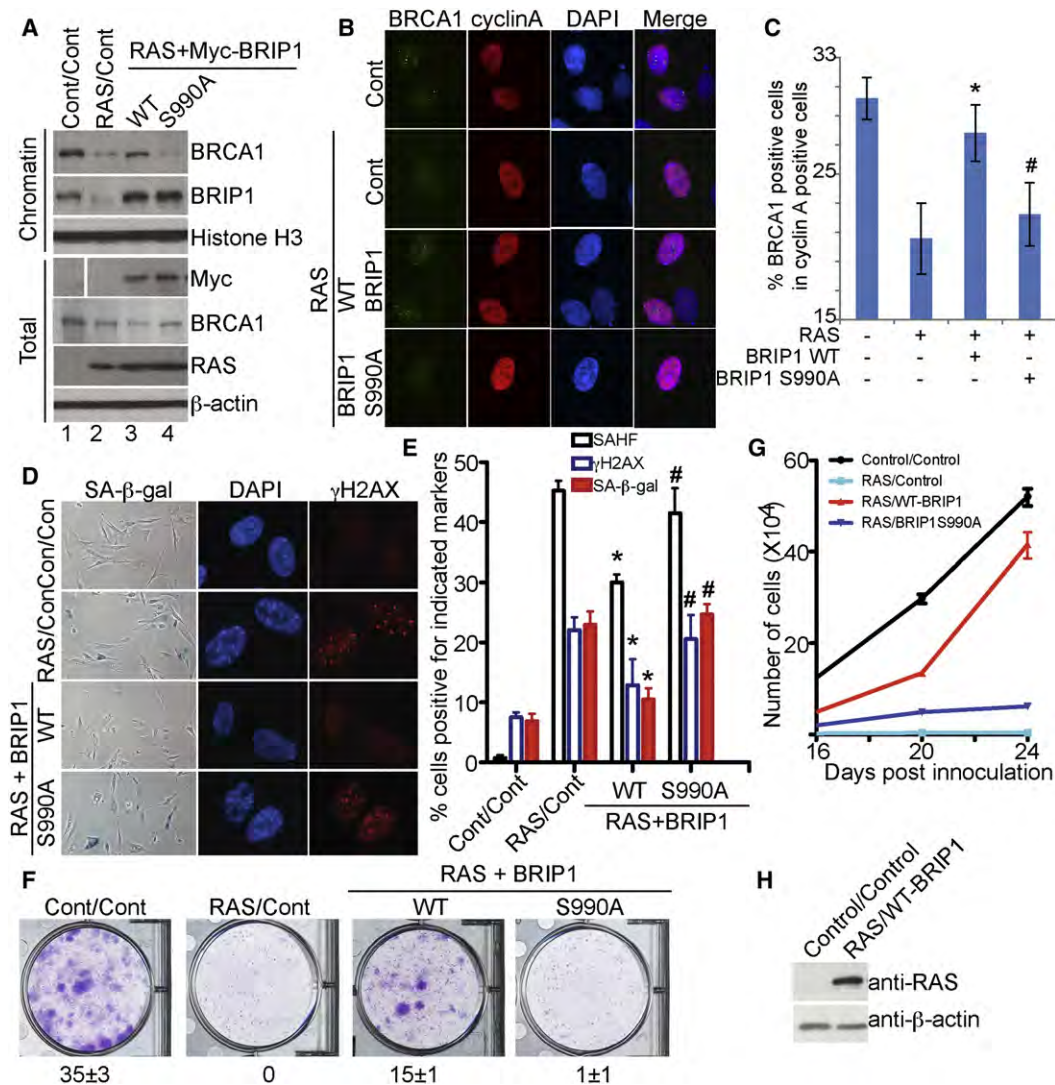 A
Cont/Cont
RAS/Cont
RAS+Myc-BRIP1
WT
S990A
Chromatin
BRCA1
BRIP1
Histone H3
Total
Myc
BRCA1
RAS
β-actin
1 2 3 4
B
BRCA1 cyclinA DAPI Merge
Cont
RAS
Cont
WT BRIP1
BRIP1 S990A
C
% BRCA1 positive cells in cyclin A positive cells
33
25
15
*
#
RAS - + + +
BRIP1 WT - - + -
BRIP1 S990A - - - +
D
SA-β-gal DAPI γH2AX
RAS/ConCon/Con
RAS + BRIP1
WT
S990A
E
SAHF
γH2AX
SA-β-gal
% cells positive for indicated markers
50
40
30
20
10
0
* * *
# # #
Cont/Cont
RAS/Cont
WT S990A
RAS+BRIP1
G
Number of cells (X10⁴)
60
40
20
Control/Control
RAS/Control
RAS/WT-BRIP1
RAS/BRIP1S990A
16 20 24
Days post innoculation
F
RAS + BRIP1
Cont/Cont RAS/Cont WT S990A
35±3 0 15±1 1±1
H
Control/Control
RAS/WT-BRIP1
anti-RAS
anti-β-actin